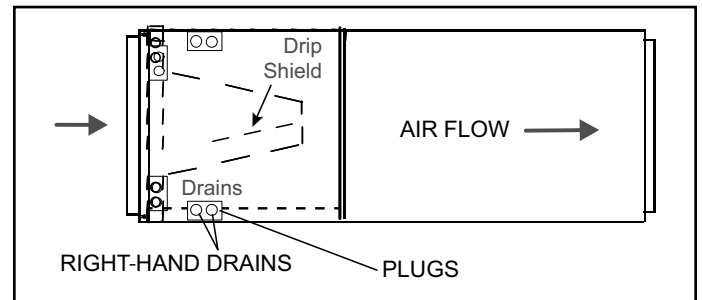 Drip
Shield
AIR FLOW
Drains
RIGHT-HAND DRAINS
PLUGS